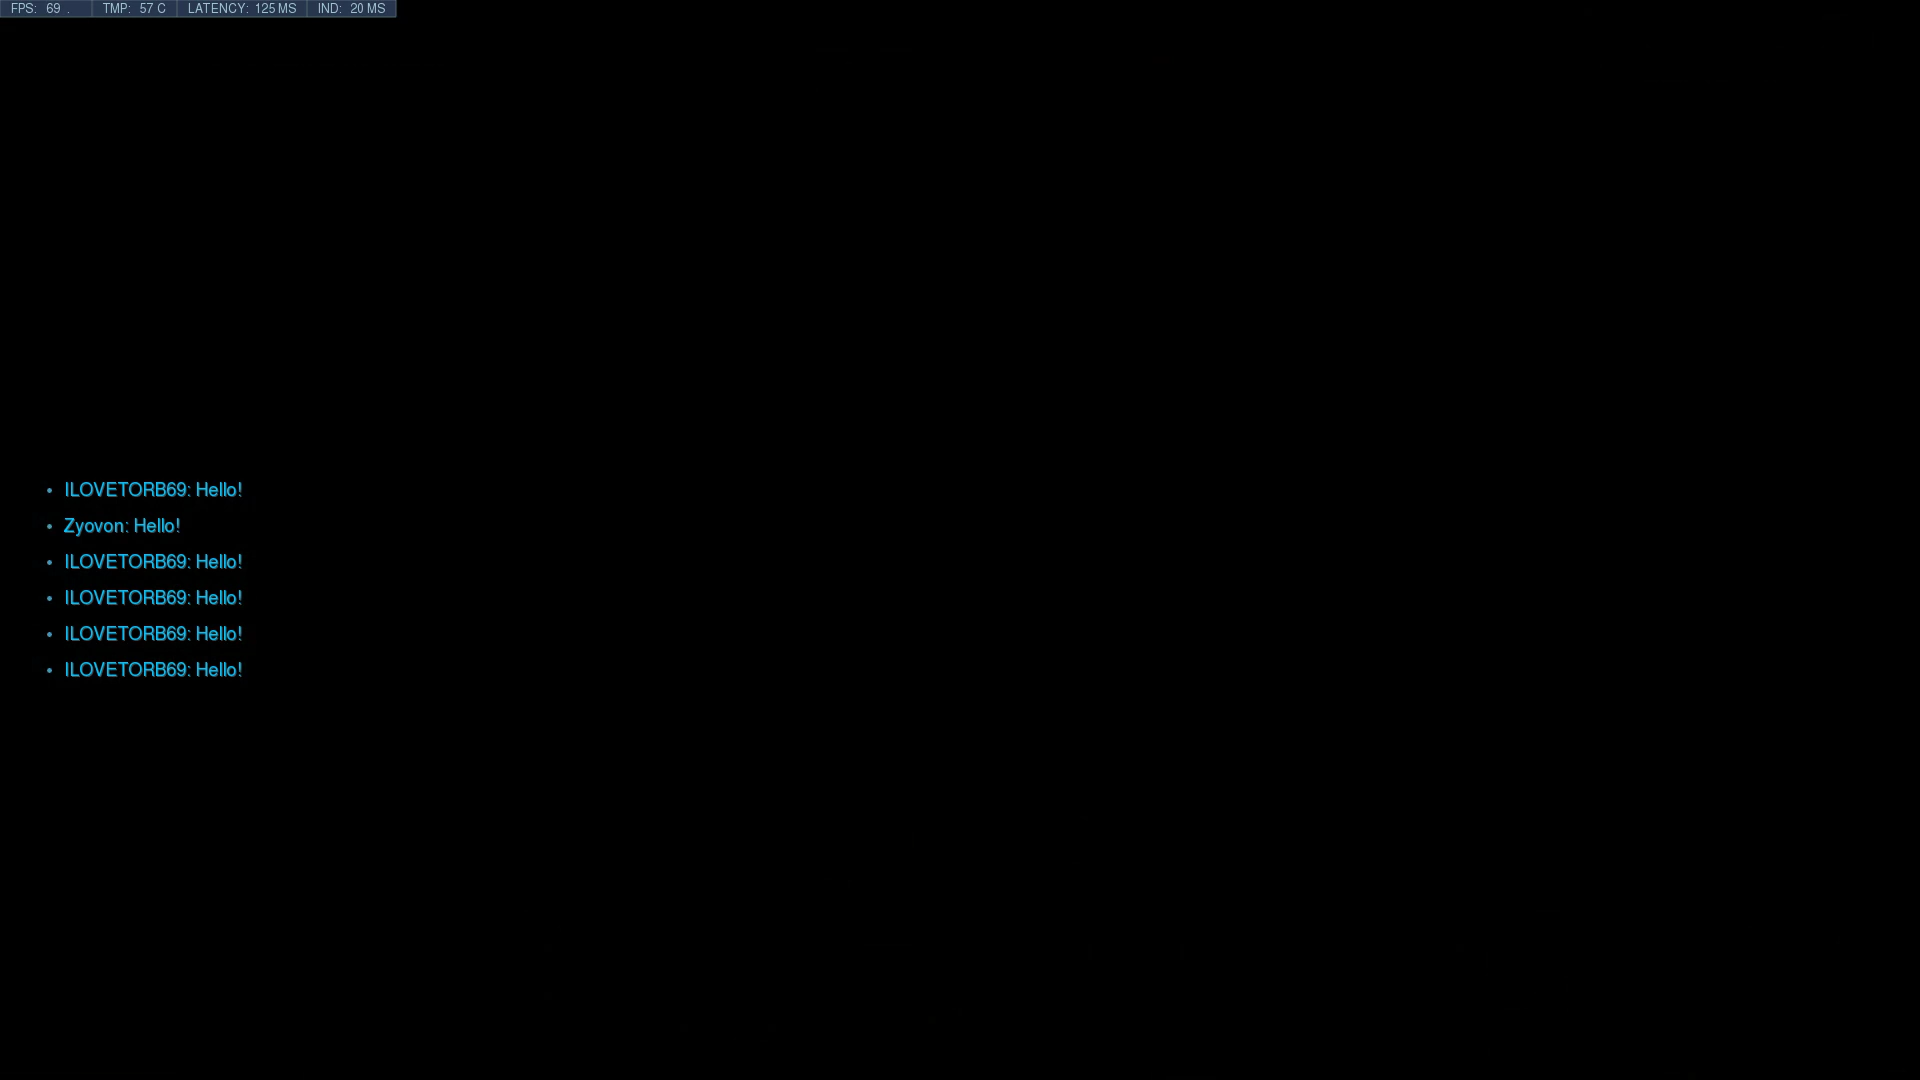 FPS: 69 . TMP: 57 C LATENCY: 125 MS IND: 20 MS
• ILOVETORB69: Hello!
• Zyovon: Hello!
• ILOVETORB69: Hello!
• ILOVETORB69: Hello!
• ILOVETORB69: Hello!
• ILOVETORB69: Hello!